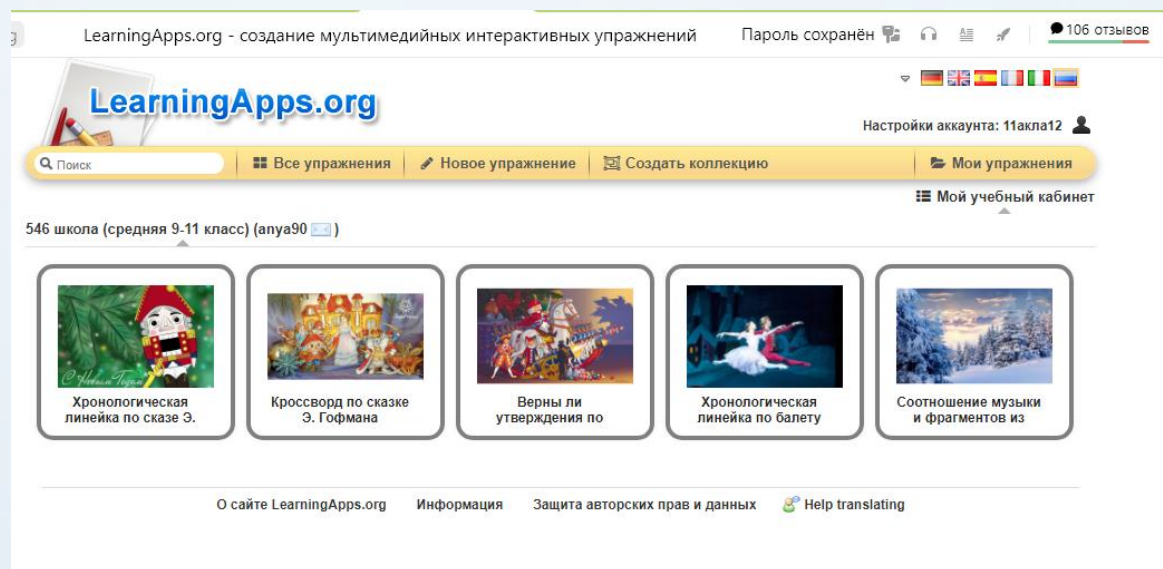 g LearningApps.org - создание мультимедийных интерактивных упражнений Пароль сохранён 106 отзывов
LearningApps.org
Настройки аккаунта: 11акла12
Поиск Все упражнения Новое упражнение Создать коллекцию Мои упражнения
Мой учебный кабинет
546 школа (средняя 9-11 класс) (anya90 )
С Новым Годом
Хронологическая
линейка по сказе Э.
Кроссворд по сказке
Э. Гофмана
Верны ли
утверждения по
Хронологическая
линейка по балету
Соотношение музыки
и фрагментов из
О сайте LearningApps.org Информация Защита авторских прав и данных Help translating